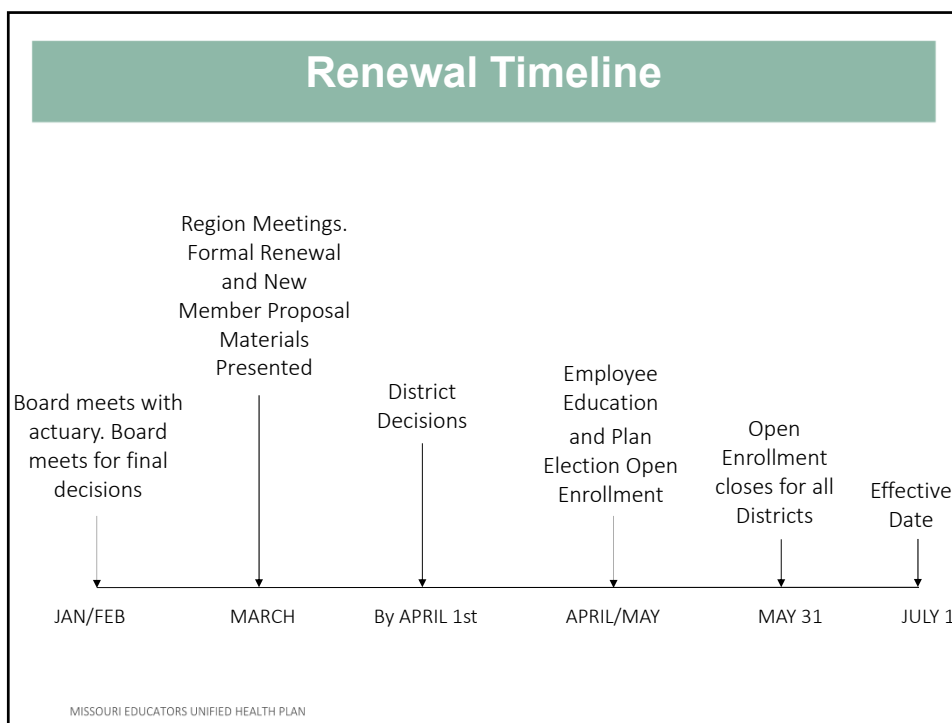 Renewal Timeline
Region Meetings.
Formal Renewal
and New
Member Proposal
Materials
Presented
Board meets with
actuary. Board
meets for final
decisions
District
Decisions
Employee
Education
and Plan
Election Open
Enrollment
Open
Enrollment
closes for all
Districts
Effective
Date
JAN/FEB
MARCH
By APRIL 1st
APRIL/MAY
MAY 31
JULY 1
MISSOURI EDUCATORS UNIFIED HEALTH PLAN